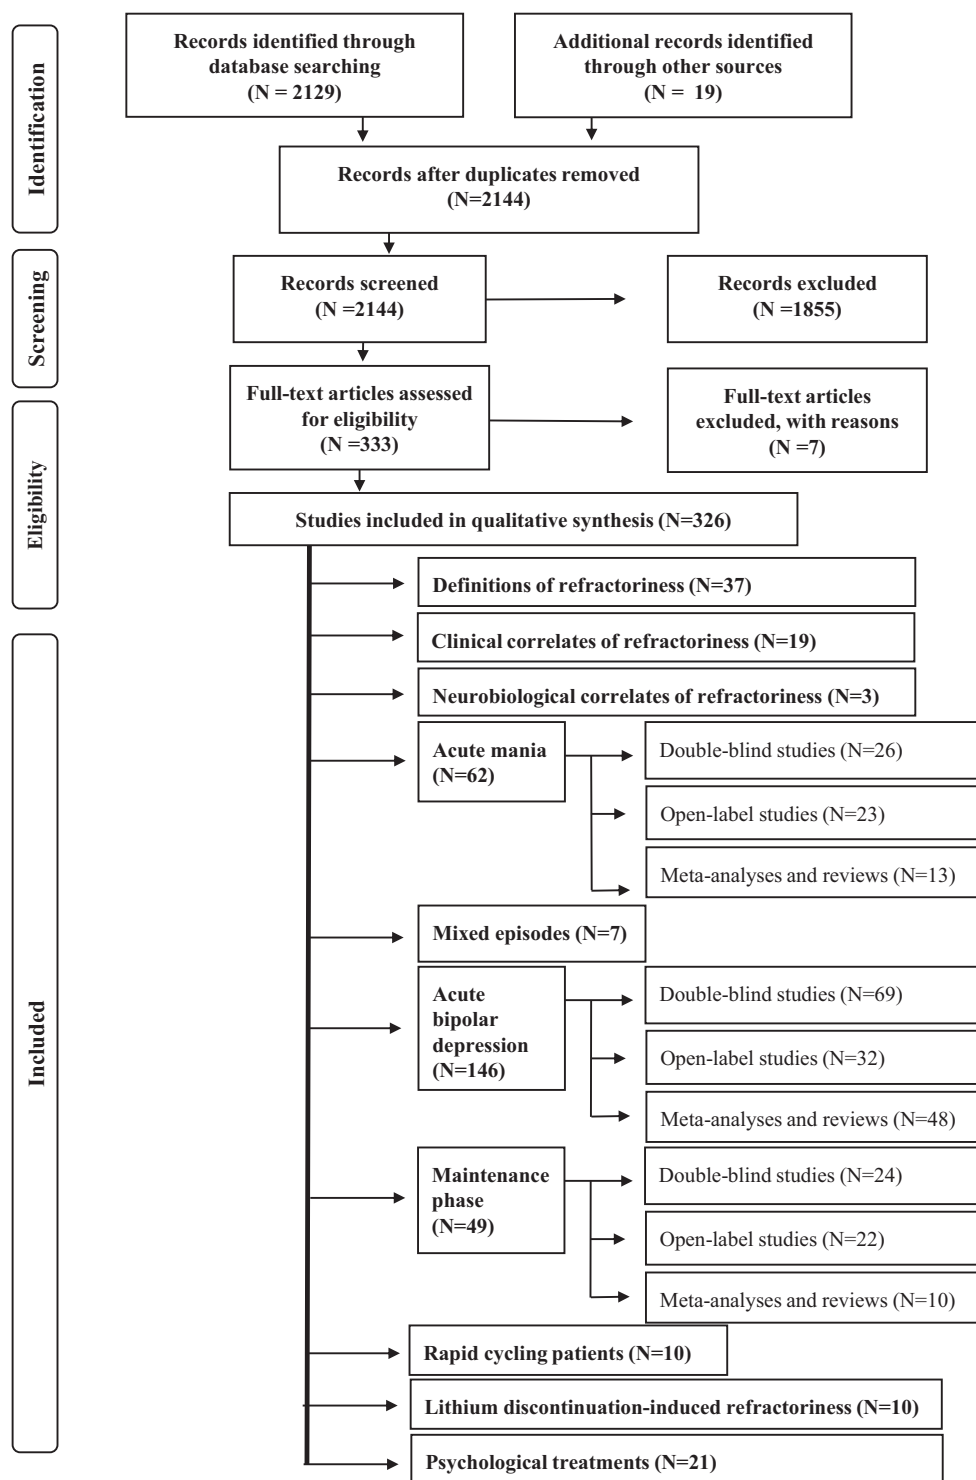 Identification
Records identified through
database searching
(N = 2129)
Additional records identified
through other sources
(N = 19)
Records after duplicates removed
(N=2144)
Screening
Records screened
(N =2144)
Records excluded
(N =1855)
Eligibility
Full-text articles assessed
for eligibility
(N =333)
Full-text articles
excluded, with reasons
(N =7)
Studies included in qualitative synthesis (N=326)
Included
Definitions of refractoriness (N=37)
Clinical correlates of refractoriness (N=19)
Neurobiological correlates of refractoriness (N=3)
Acute mania
(N=62)
Double-blind studies (N=26)
Open-label studies (N=23)
Meta-analyses and reviews (N=13)
Mixed episodes (N=7)
Acute
bipolar
depression
(N=146)
Double-blind studies (N=69)
Open-label studies (N=32)
Meta-analyses and reviews (N=48)
Maintenance
phase
(N=49)
Double-blind studies (N=24)
Open-label studies (N=22)
Meta-analyses and reviews (N=10)
Rapid cycling patients (N=10)
Lithium discontinuation-induced refractoriness (N=10)
Psychological treatments (N=21)